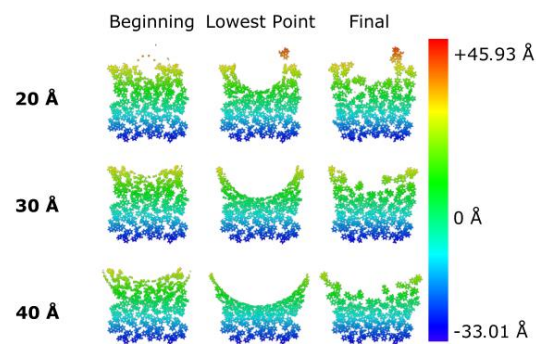 Beginning Lowest Point Final
+45.93 Å
20 Å
30 Å
0 Å
40 Å
-33.01 Å